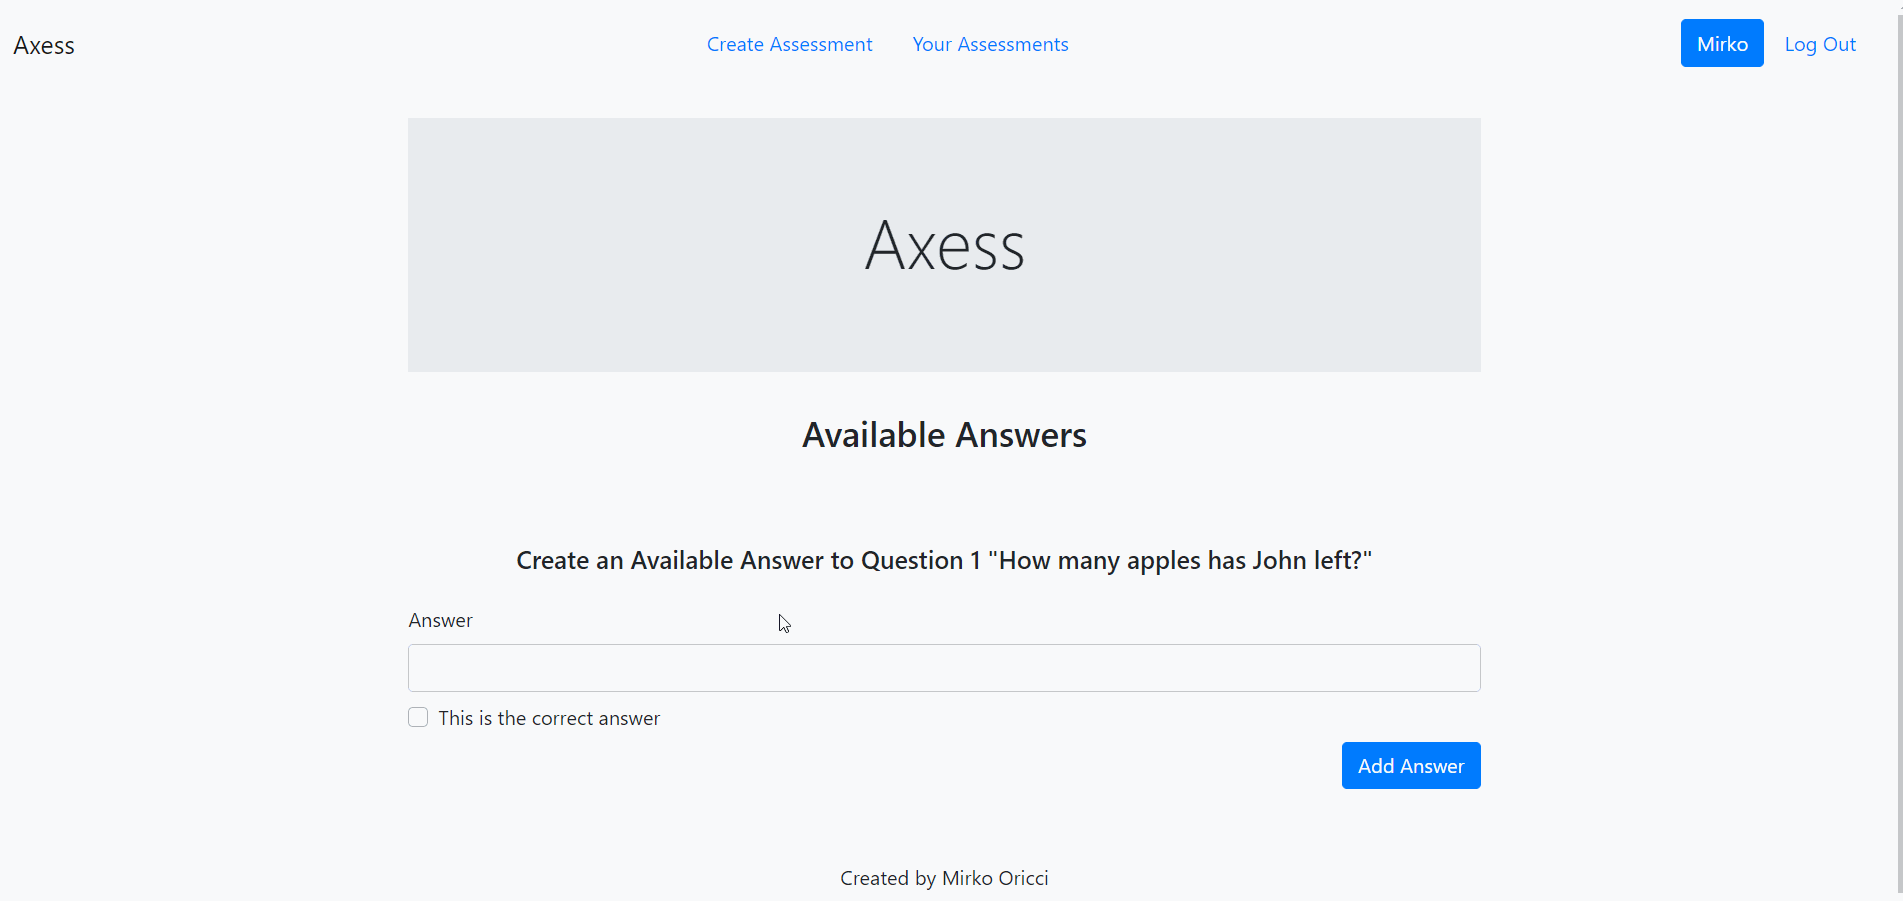 Axess
Create Assessment
Your Assessments
Mirko
Log Out
Axess
Available Answers
Create an Available Answer to Question 1 "How many apples has John left?"
Answer
This is the correct answer
Add Answer
Created by Mirko Oricci